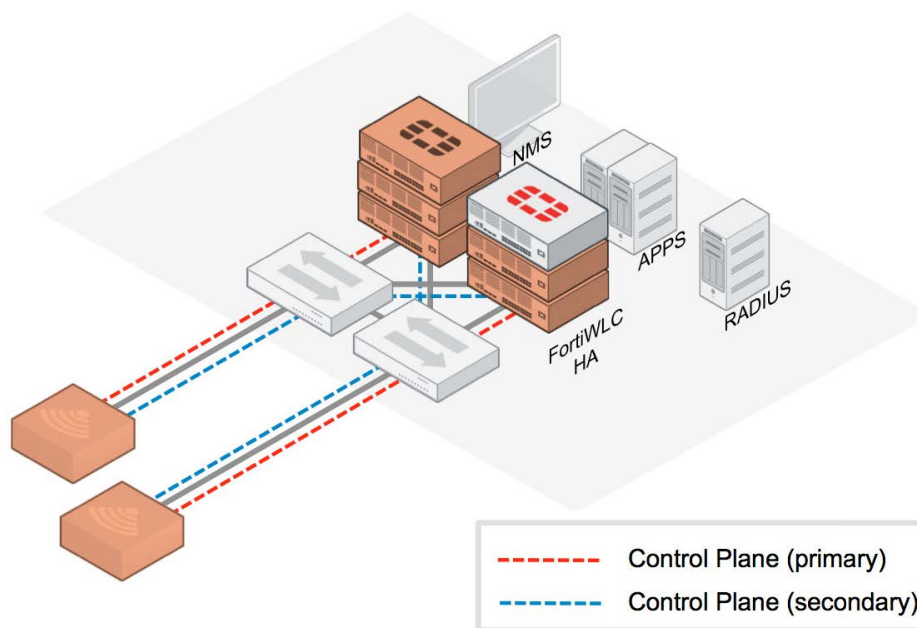 NMS
APPS
RADIUS
FortiWLC
HA
Control Plane (primary)
Control Plane (secondary)